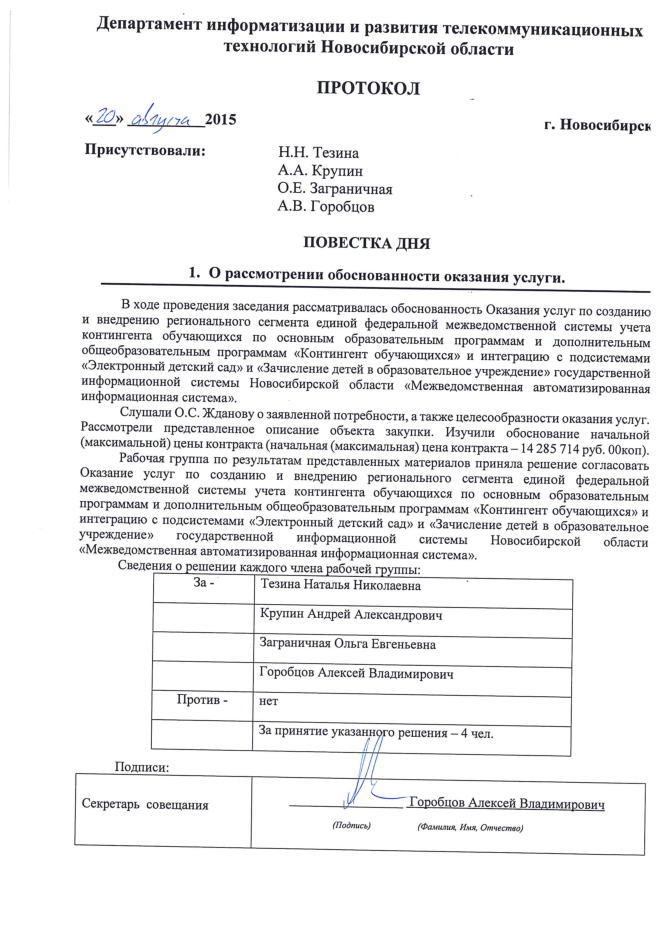 Департамент информатизации и развития телекоммуникационных
технологий Новосибирской области
ПРОТОКОЛ
«20» августа 2015
г. Новосибирск
Присутствовали:
Н.Н. Тезина
А.А. Крупин
О.Е. Заграничная
А.В. Горобцов
ПОВЕСТКА ДНЯ
1. О рассмотрении обоснованности оказания услуги.
В ходе проведения заседания рассматривалась обоснованность Оказания услуг по созданию
и внедрению регионального сегмента единой федеральной межведомственной системы учета
контингента обучающихся по основным образовательным программам и дополнительным
общеобразовательным программам «Контингент обучающихся» и интеграцию с подсистемами
«Электронный детский сад» и «Зачисление детей в образовательное учреждение» государственной
информационной системы Новосибирской области «Межведомственная автоматизированная
информационная система».
Слушали О.С. Жданову о заявленной потребности, а также целесообразности оказания услуг.
Рассмотрели представленное описание объекта закупки. Изучили обоснование начальной
(максимальной) цены контракта (начальная (максимальная) цена контракта – 14 285 714 руб. 00коп).
Рабочая группа по результатам представленных материалов приняла решение согласовать
Оказание услуг по созданию и внедрению регионального сегмента единой федеральной
межведомственной системы учета контингента обучающихся по основным образовательным
программам и дополнительным общеобразовательным программам «Контингент обучающихся» и
интеграцию с подсистемами «Электронный детский сад» и «Зачисление детей в образовательное
учреждение» государственной информационной системы Новосибирской области
«Межведомственная автоматизированная информационная система».
Сведения о решении каждого члена рабочей группы:
За - Тезина Наталья Николаевна
Крупин Андрей Александрович
Заграничная Ольга Евгеньевна
Горобцов Алексей Владимирович
Против - нет
За принятие указанного решения – 4 чел.
Подписи:
Секретарь совещания
Горобцов Алексей Владимирович
(Подпись) (Фамилия, Имя, Отчество)